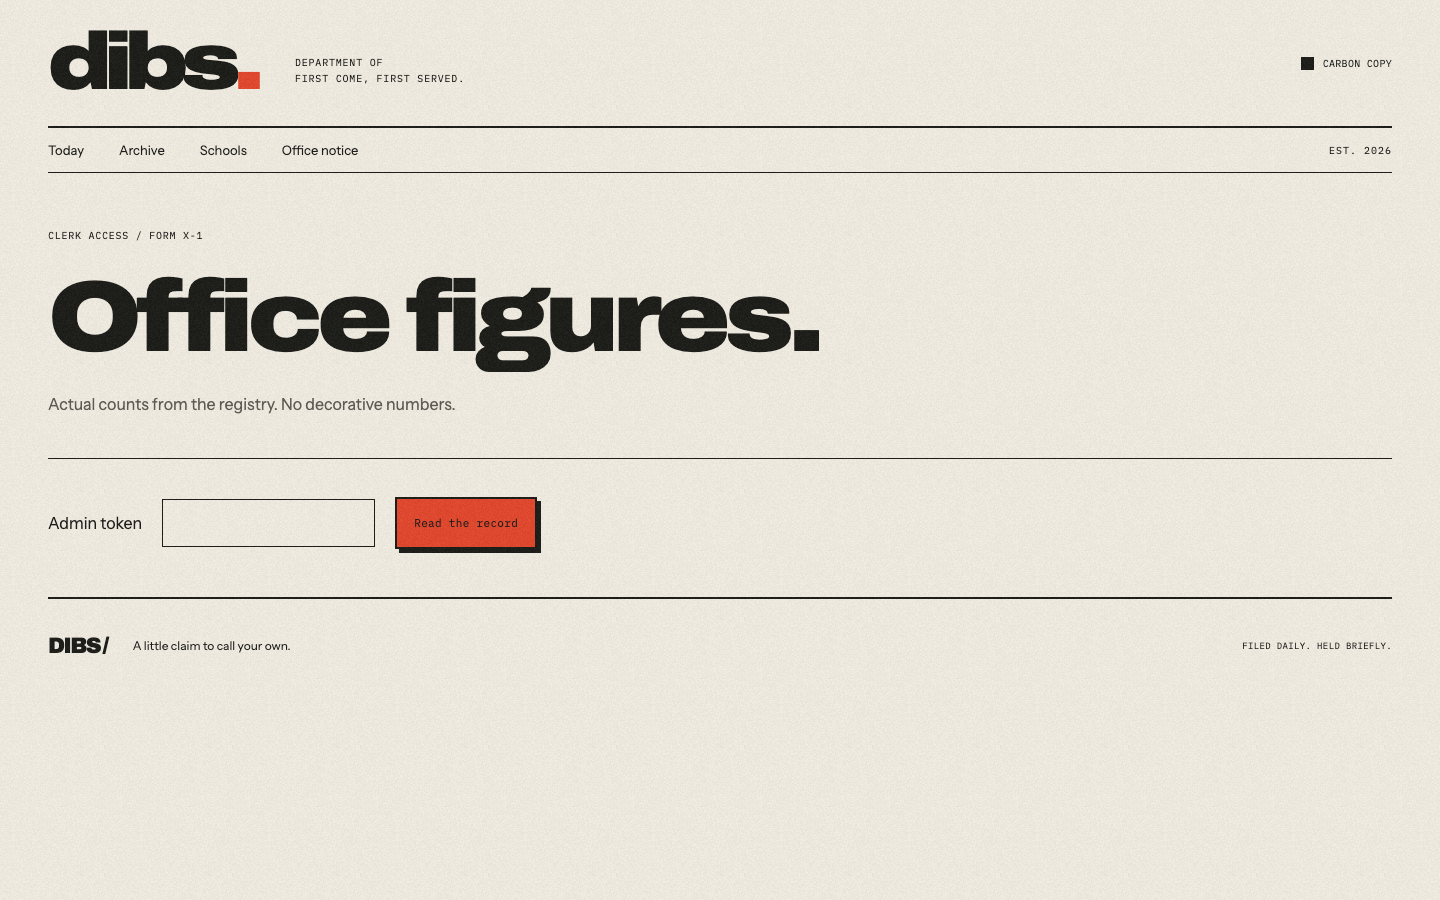 dibs.
DEPARTMENT OF
FIRST COME, FIRST SERVED.
CARBON COPY
Today Archive Schools Office notice EST. 2026
CLERK ACCESS / FORM X-1
Office figures.
Actual counts from the registry. No decorative numbers.
Admin token Read the record
DIBS/ A little claim to call your own. FILED DAILY. HELD BRIEFLY.